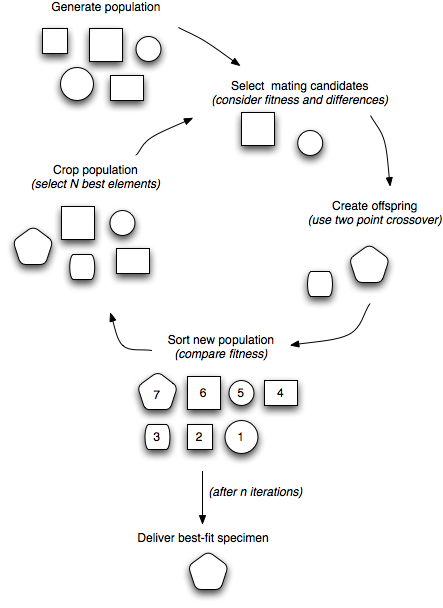 Generate population
Select mating candidates
(consider fitness and differences)
Crop population
(select N best elements)
Create offspring
(use two point crossover)
Sort new population
(compare fitness)
7 6 5 4
3 2 1
(after n iterations)
Deliver best-fit specimen